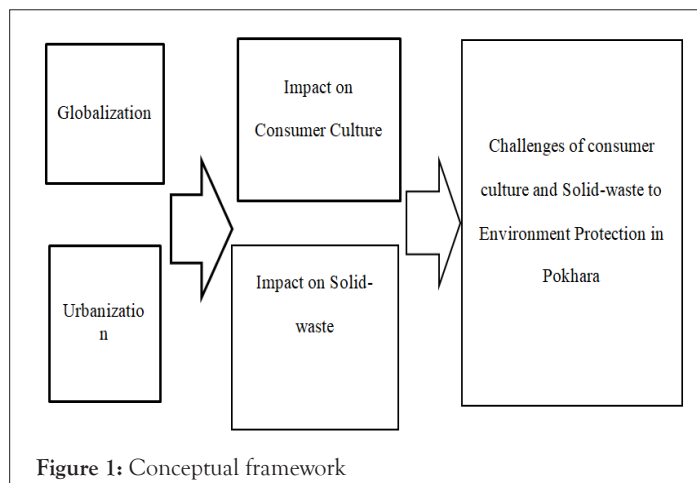 Globalization
Urbanizatio
n
Impact on
Consumer Culture
Impact on Solid-
waste
Challenges of consumer
culture and Solid-waste to
Environment Protection in
Pokhara
Figure 1: Conceptual framework